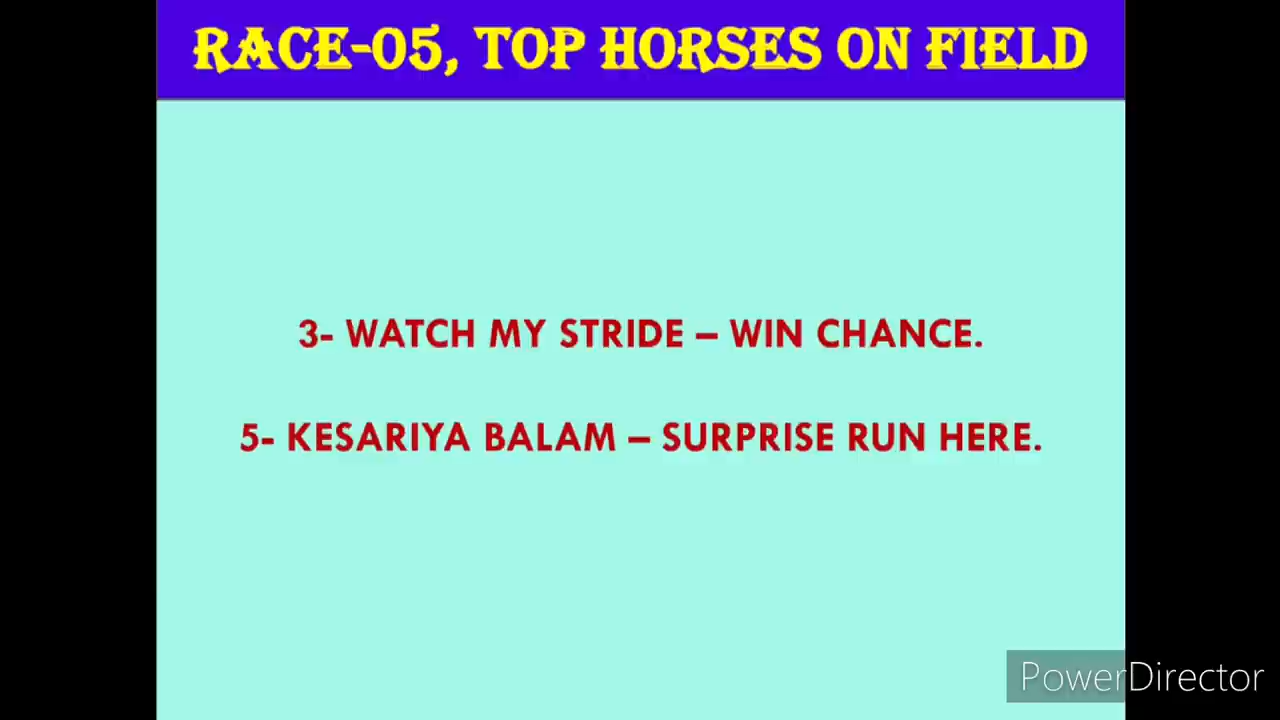 RACE-05, TOP HORSES ON FIELD
3- WATCH MY STRIDE – WIN CHANCE.
5- KESARIYA BALAM – SURPRISE RUN HERE.
PowerDirector